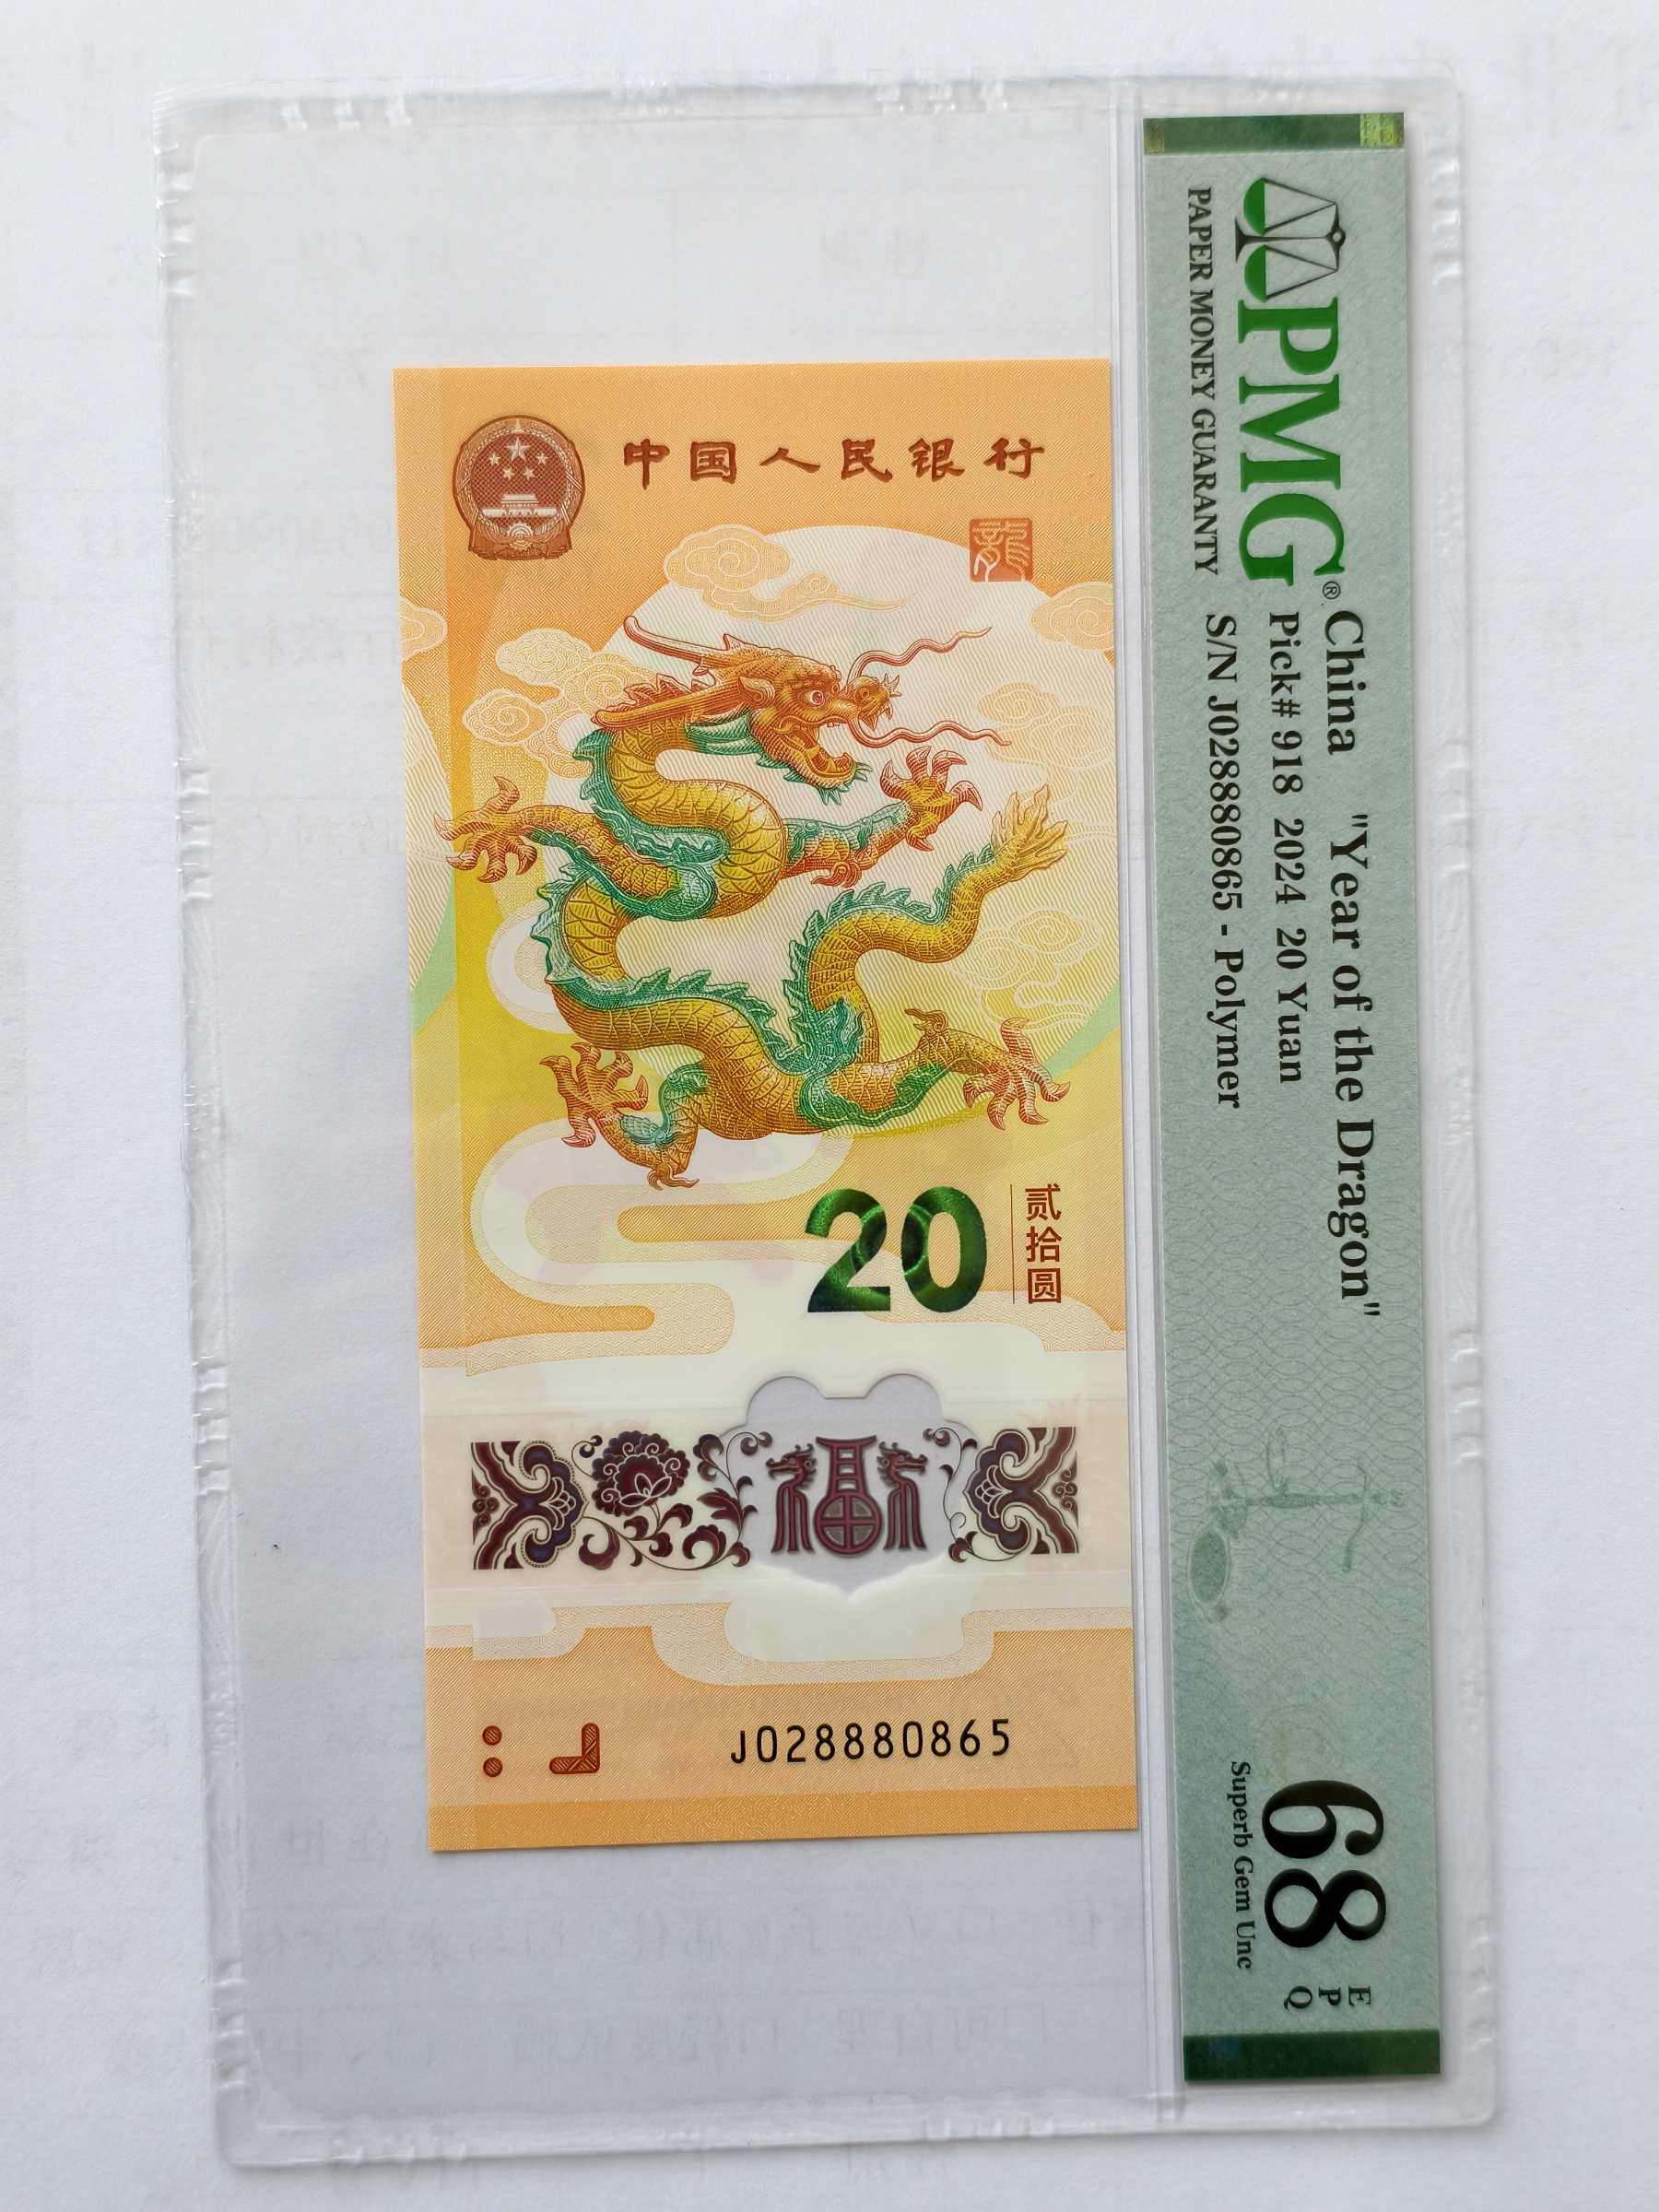 中国人民银行
龍
20
贰拾圆
福
J028880865
PMG®
PAPER MONEY GUARANTY
China "Year of the Dragon"
Pick# 918 2024 20 Yuan
S/N J028880865 - Polymer
68
Superb Gem Unc
E
P
Q